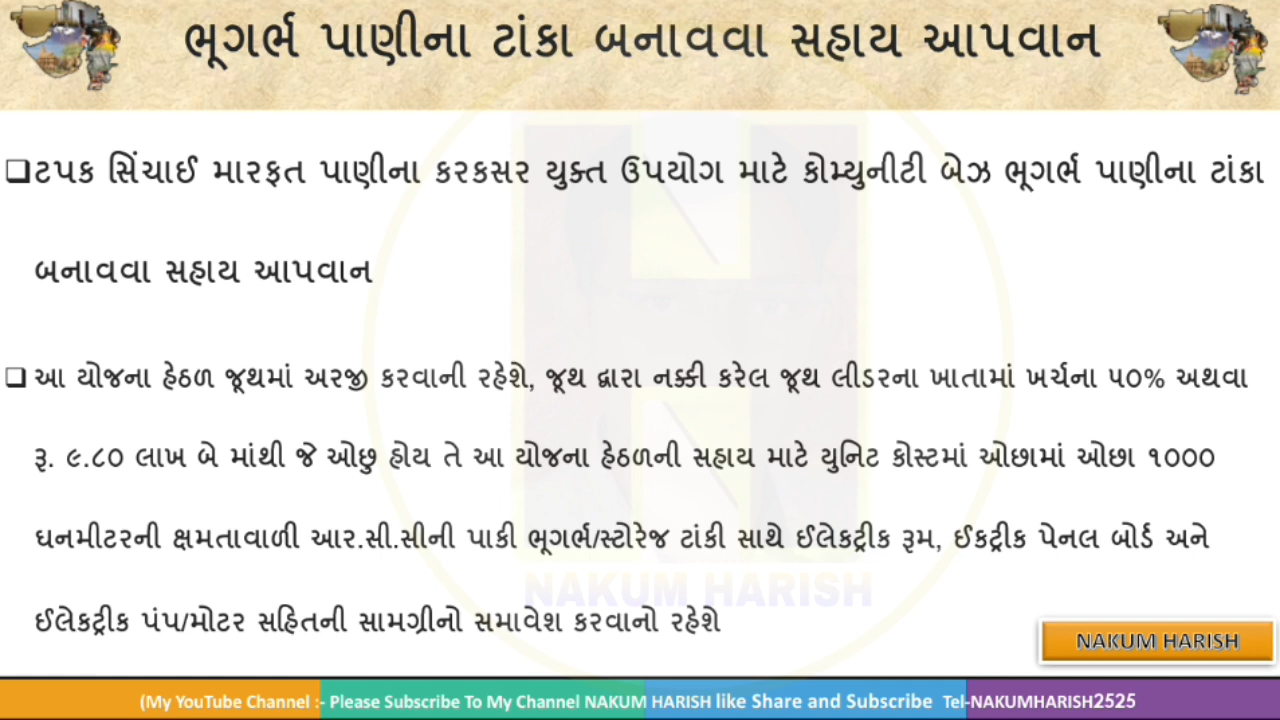 ભૂગર્ભ પાણીના ટાંકા બનાવવા સહાય આપવાન
❑ટપક સિંચાઈ મારફત પાણીના કરકસર યુક્ત ઉપયોગ માટે કોમ્યુનીટી બેઝ ભૂગર્ભ પાણીના ટાંકા
બનાવવા સહાય આપવાન
❑ આ યોજના હેઠળ જૂથમાં અરજી કરવાની રહેશે, જૂથ દ્વારા નક્કી કરેલ જૂથ લીડરના ખાતામાં ખર્ચના ૫૦% અથવા
રૂ. ૯.૮૦ લાખ બે માંથી જે ઓછુ હોય તે આ યોજના હેઠળની સહાય માટે યુનિટ કોસ્ટમાં ઓછામાં ઓછા ૧૦૦૦
ઘનમીટરની ક્ષમતાવાળી આર.સી.સીની પાકી ભૂગર્ભ/સ્ટોરેજ ટાંકી સાથે ઈલેકટ્રીક રૂમ, ઈકટ્રીક પેનલ બોર્ડ અને
ઈલેકટ્રીક પંપ/મોટર સહિતની સામગ્રીનો સમાવેશ કરવાનો રહેશે
NAKUM HARISH
NAKUM HARISH
(My YouTube Channel :- Please Subscribe To My Channel NAKUM HARISH like Share and Subscribe Tel-NAKUMHARISH2525